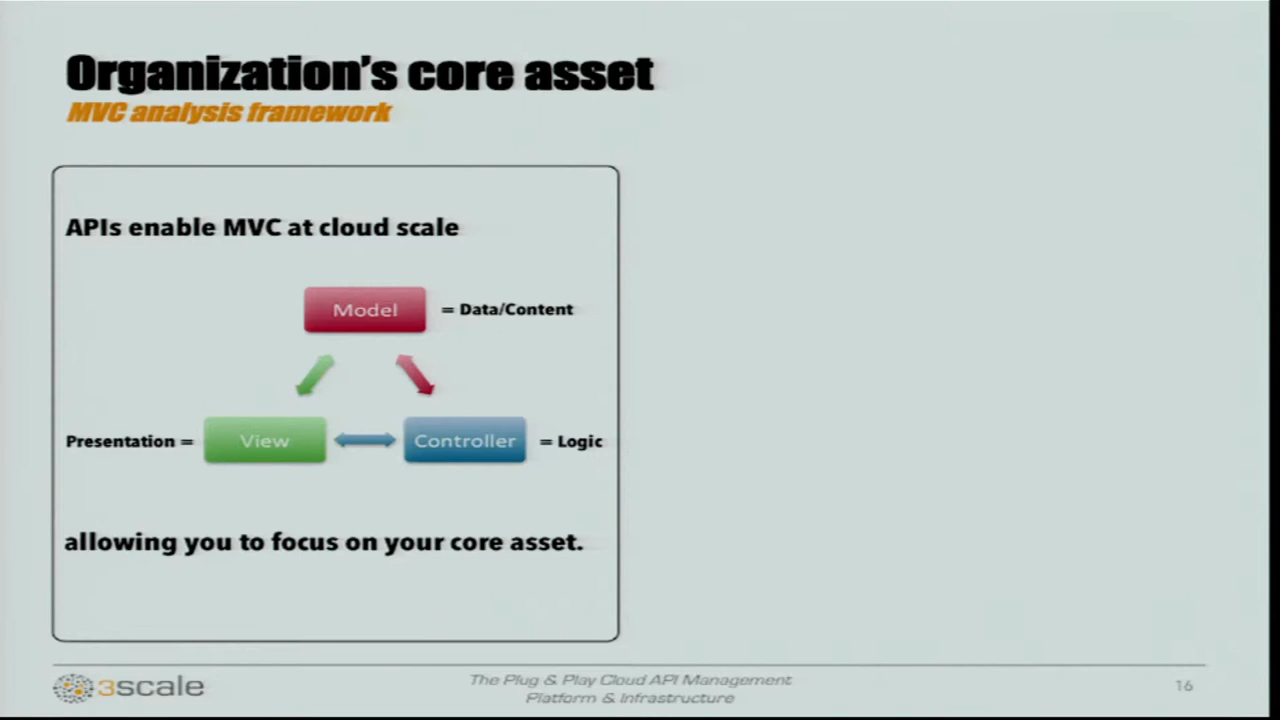 Organization's core asset
MVC analysis framework
APIs enable MVC at cloud scale
Model
= Data/Content
Presentation =
View
Controller
= Logic
allowing you to focus on your core asset.
3scale
The Plug & Play Cloud API Management
Platform & Infrastructure
16